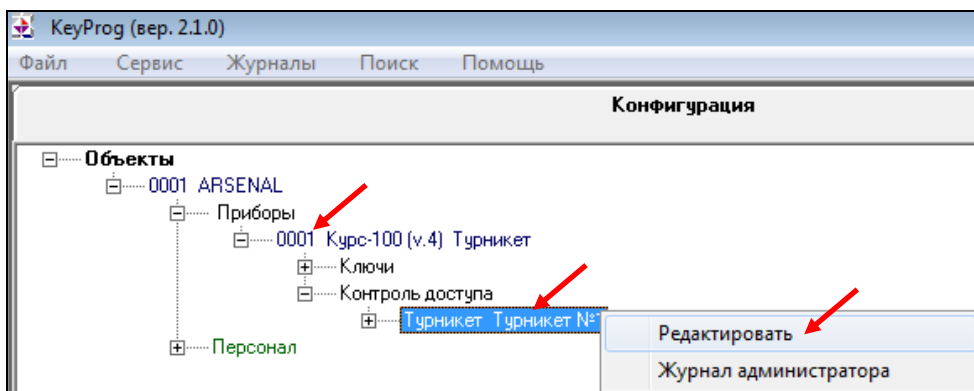 KeyProg (вер. 2.1.0)
Файл Сервис Журналы Поиск Помощь
Конфигурация
Объекты
0001 ARSENAL
Приборы
0001 Курс-100 (v.4) Турникет
Ключи
Контроль доступа
Турникет Турникет №1
Редактировать
Персонал
Журнал администратора